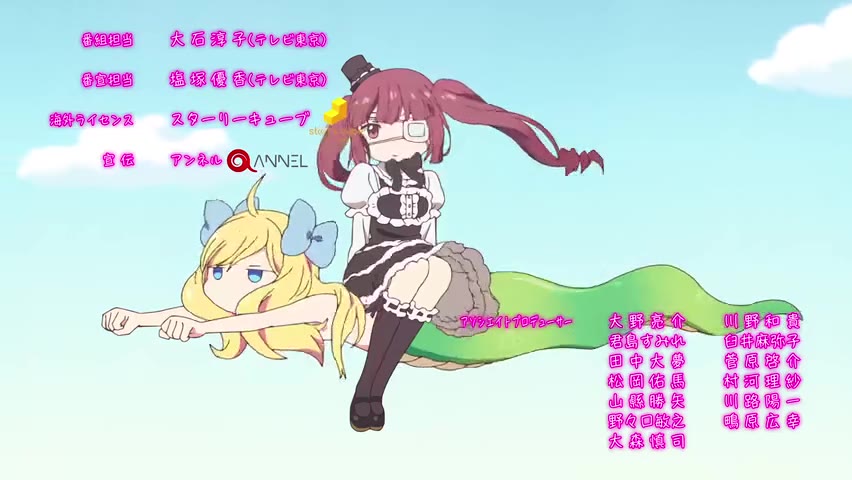 番組担当　大石淳子(テレビ東京)
番宣担当　塩塚優香(テレビ東京)
海外ライセンス　スターリーキューブ
宣伝　アンネル ANNEL
アソシエイトプロデューサー　大野亮介　川野和貴
君島すみれ　臼井麻弥子
田中大夢　菅原啓介
松岡佑馬　村河理紗
山縣勝矢　川路陽一
野々口敏之　鴫原広幸
大森慎司